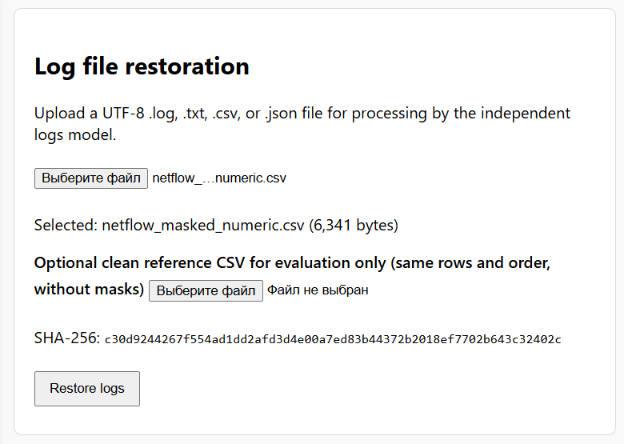 Log file restoration
Upload a UTF-8 .log, .txt, .csv, or .json file for processing by the independent
logs model.
Выберите файл netflow_...numeric.csv
Selected: netflow_masked_numeric.csv (6,341 bytes)
Optional clean reference CSV for evaluation only (same rows and order,
without masks) Выберите файл Файл не выбран
SHA-256: c30d9244267f554ad1dd2afd3d4e00a7ed83b44372b2018ef7702b643c32402c
Restore logs